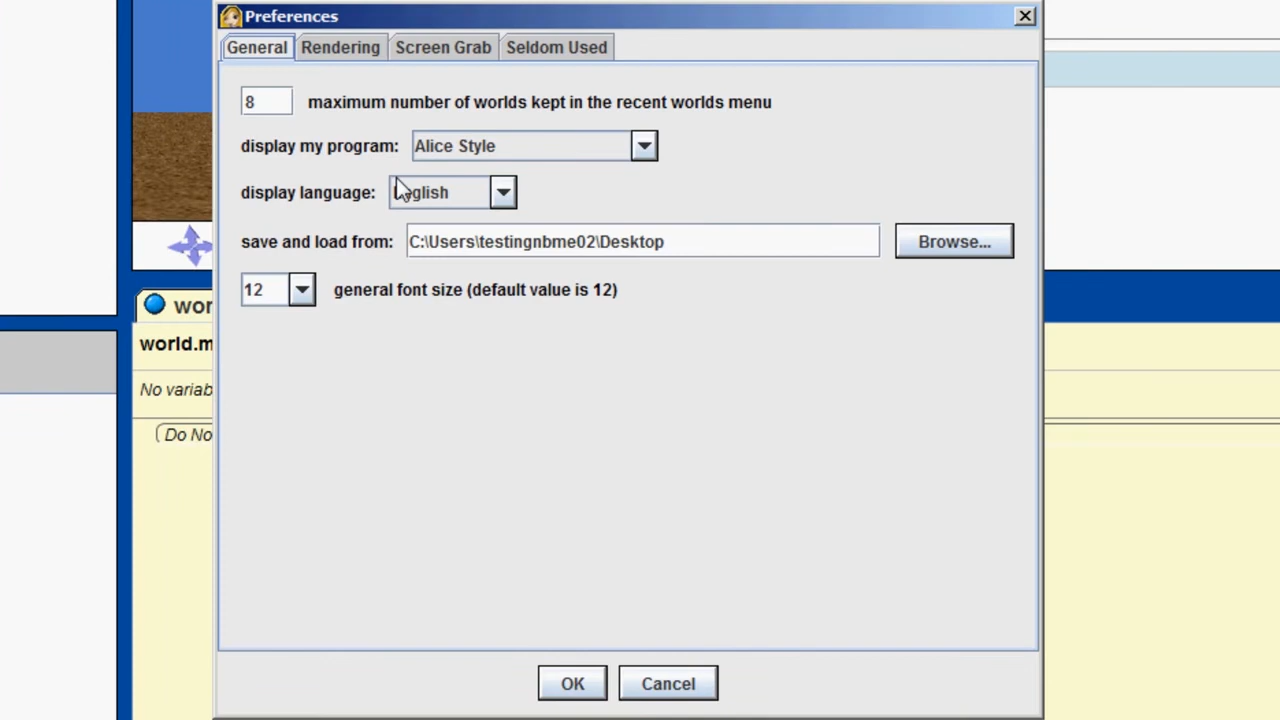 Preferences
General Rendering Screen Grab Seldom Used
8 maximum number of worlds kept in the recent worlds menu
display my program: Alice Style
display language: English
save and load from: C:\Users\testingnbme02\Desktop Browse...
12 general font size (default value is 12)
wor
world.m
No variab
Do No
OK Cancel